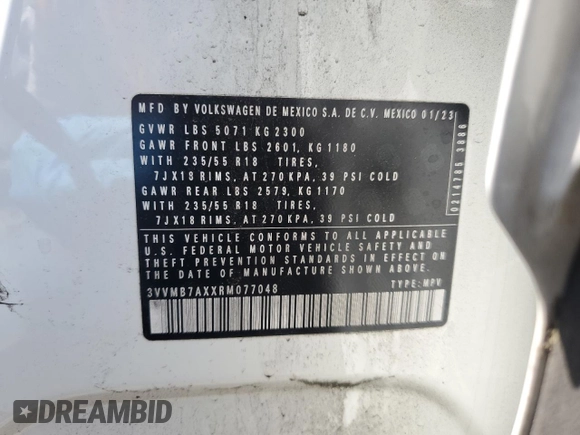 MFD BY VOLKSWAGEN DE MEXICO S.A. DE C.V. MEXICO 01/23
GVWR LBS 5071 KG 2300
GAWR FRONT LBS 2601, KG 1180
WITH 235/55 R18 TIRES,
7JX18 RIMS, AT 270 KPA, 39 PSI COLD
GAWR REAR LBS 2579, KG 1170
WITH 235/55 R18 TIRES,
7JX18 RIMS, AT 270 KPA, 39 PSI COLD
THIS VEHICLE CONFORMS TO ALL APPLICABLE
U.S. FEDERAL MOTOR VEHICLE SAFETY AND
THEFT PREVENTION STANDARDS IN EFFECT ON
THE DATE OF MANUFACTURE SHOWN ABOVE.
3VVMB7AXXRM077048 TYPE: MPV
0214785 3886
DREAMBID